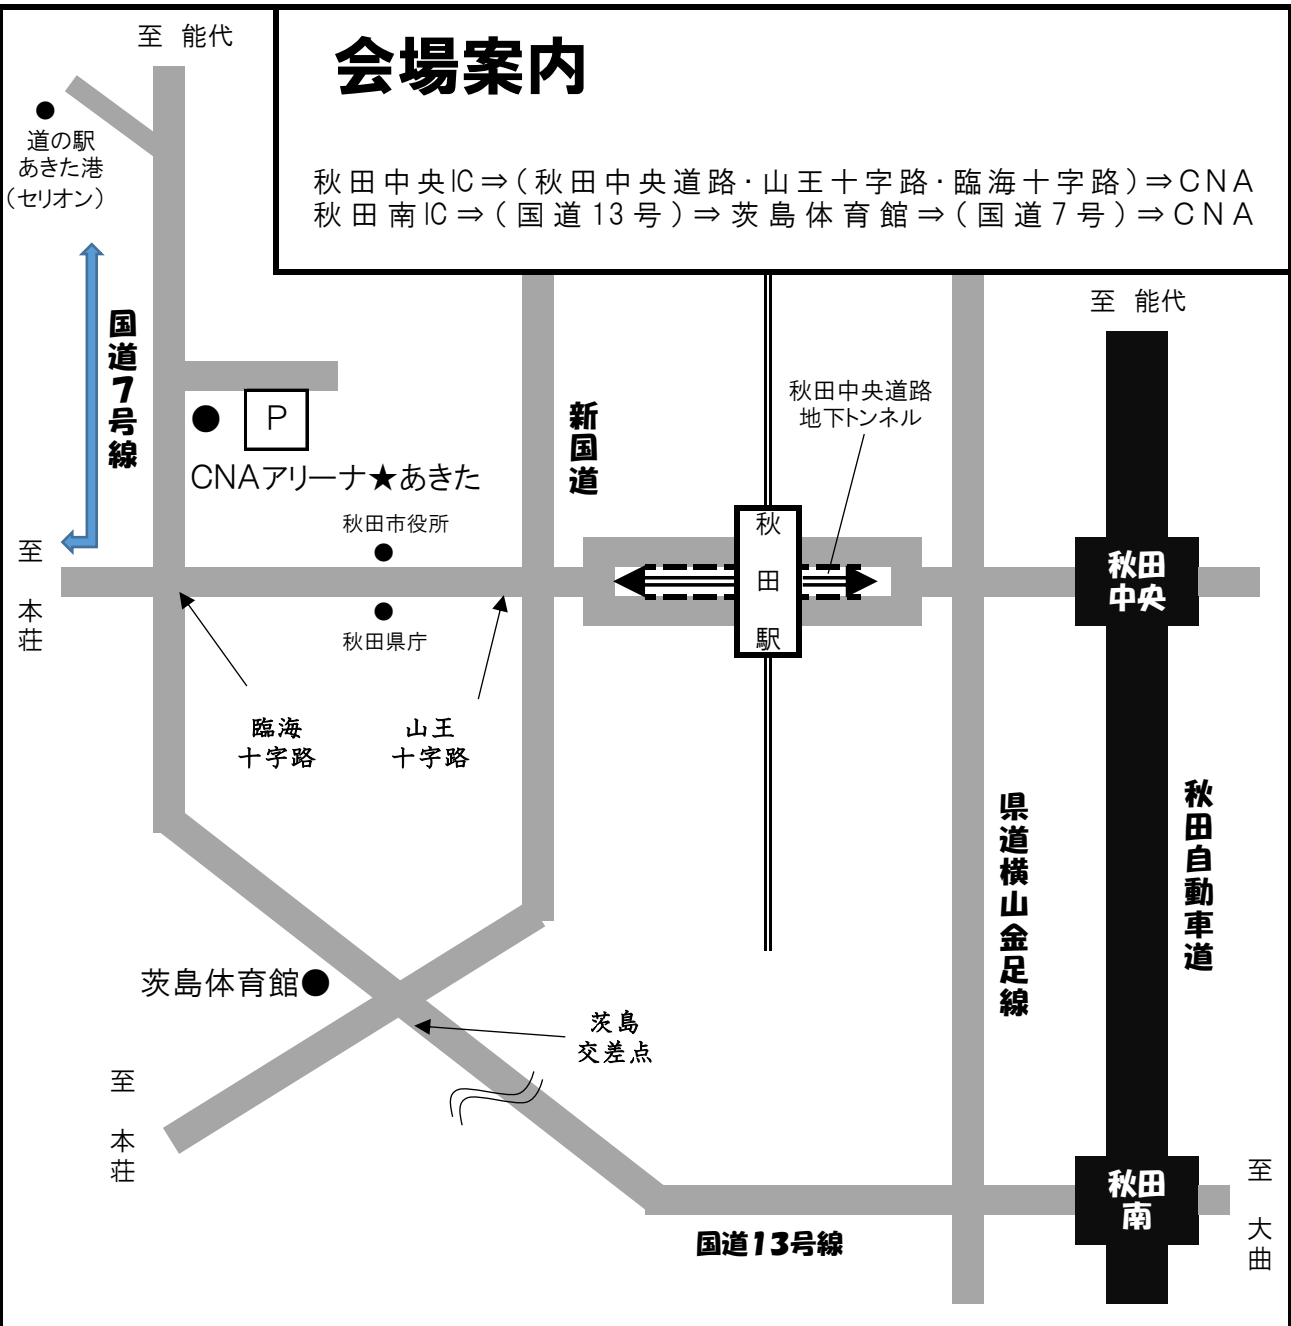 至 能代
会場案内
道の駅
あきた港
(セリオン)
秋田中央IC⇒(秋田中央道路・山王十字路・臨海十字路)⇒CNA
秋田南IC⇒(国道13号)⇒茨島体育館⇒(国道7号)⇒CNA
至 能代
国道7号線
P
CNAアリーナ★あきた
新国道
秋田中央道路
地下トンネル
秋田市役所
秋田駅
至 本荘
秋田
中央
秋田県庁
臨海
十字路
山王
十字路
県道横山金足線
秋田自動車道
茨島体育館
茨島
交差点
至 本荘
秋田
南
至 大曲
国道13号線